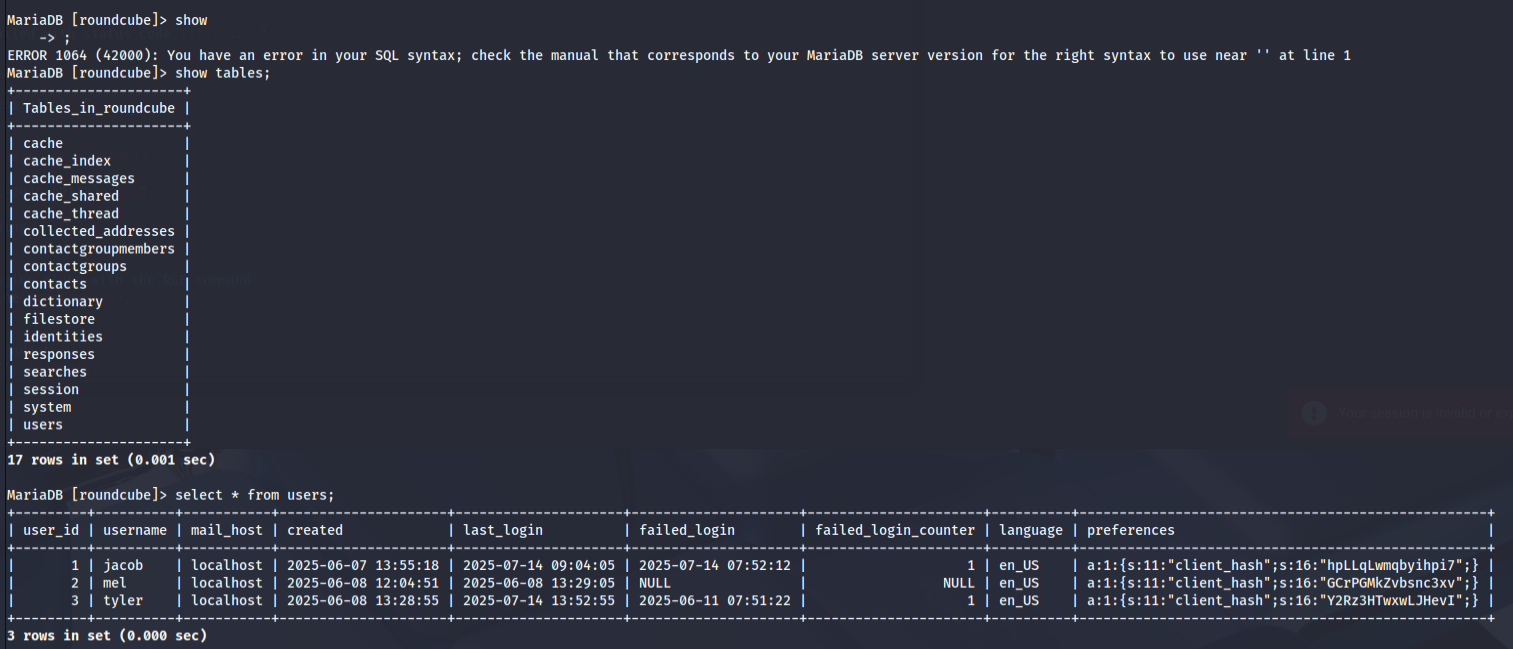 MariaDB [roundcube]> show
    -> ;
ERROR 1064 (42000): You have an error in your SQL syntax; check the manual that corresponds to your MariaDB server version for the right syntax to use near '' at line 1
MariaDB [roundcube]> show tables;
+---------------------+
| Tables_in_roundcube |
+---------------------+
| cache               |
| cache_index         |
| cache_messages      |
| cache_shared        |
| cache_thread        |
| collected_addresses |
| contactgroupmembers |
| contactgroups       |
| contacts            |
| dictionary          |
| filestore           |
| identities          |
| responses           |
| searches            |
| session             |
| system              |
| users               |
+---------------------+
17 rows in set (0.001 sec)
MariaDB [roundcube]> select * from users;
+---------+----------+-----------+---------------------+---------------------+---------------------+----------------------+----------+---------------------------------------------------+
| user_id | username | mail_host | created             | last_login          | failed_login        | failed_login_counter | language | preferences                                       |
+---------+----------+-----------+---------------------+---------------------+---------------------+----------------------+----------+---------------------------------------------------+
|       1 | jacob    | localhost | 2025-06-07 13:55:18 | 2025-07-14 09:04:05 | 2025-07-14 07:52:12 |                    1 | en_US    | a:1:{s:11:"client_hash";s:16:"hpLLqLwmqbyihpi7";} |
|       2 | mel      | localhost | 2025-06-08 12:04:51 | 2025-06-08 13:29:05 | NULL                |                 NULL | en_US    | a:1:{s:11:"client_hash";s:16:"GCrPGMkZvbsnc3xv";} |
|       3 | tyler    | localhost | 2025-06-08 13:28:55 | 2025-07-14 13:52:55 | 2025-06-11 07:51:22 |                    1 | en_US    | a:1:{s:11:"client_hash";s:16:"Y2Rz3HTwxwLJHevI";} |
+---------+----------+-----------+---------------------+---------------------+---------------------+----------------------+----------+---------------------------------------------------+
3 rows in set (0.000 sec)
Your session is invalid or